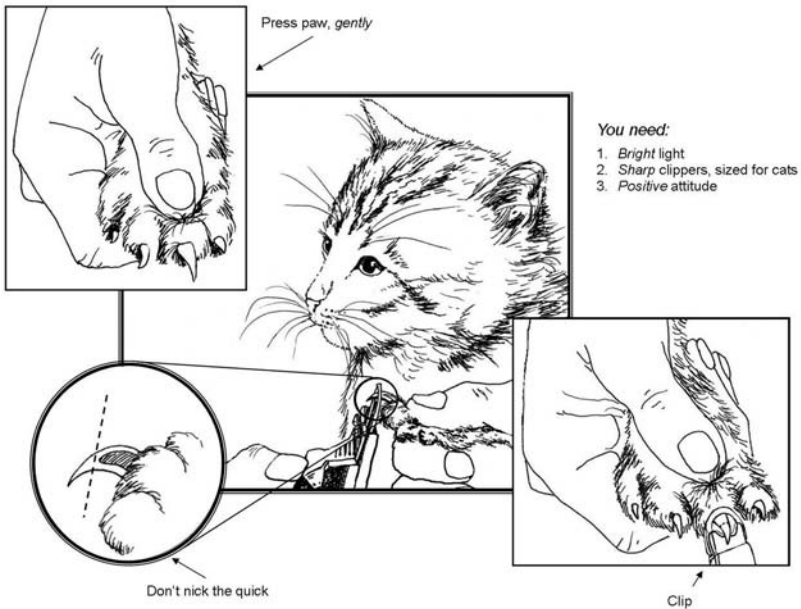 Press paw, gently
You need:
1. Bright light
2. Sharp clippers, sized for cats
3. Positive attitude
Don't nick the quick
Clip